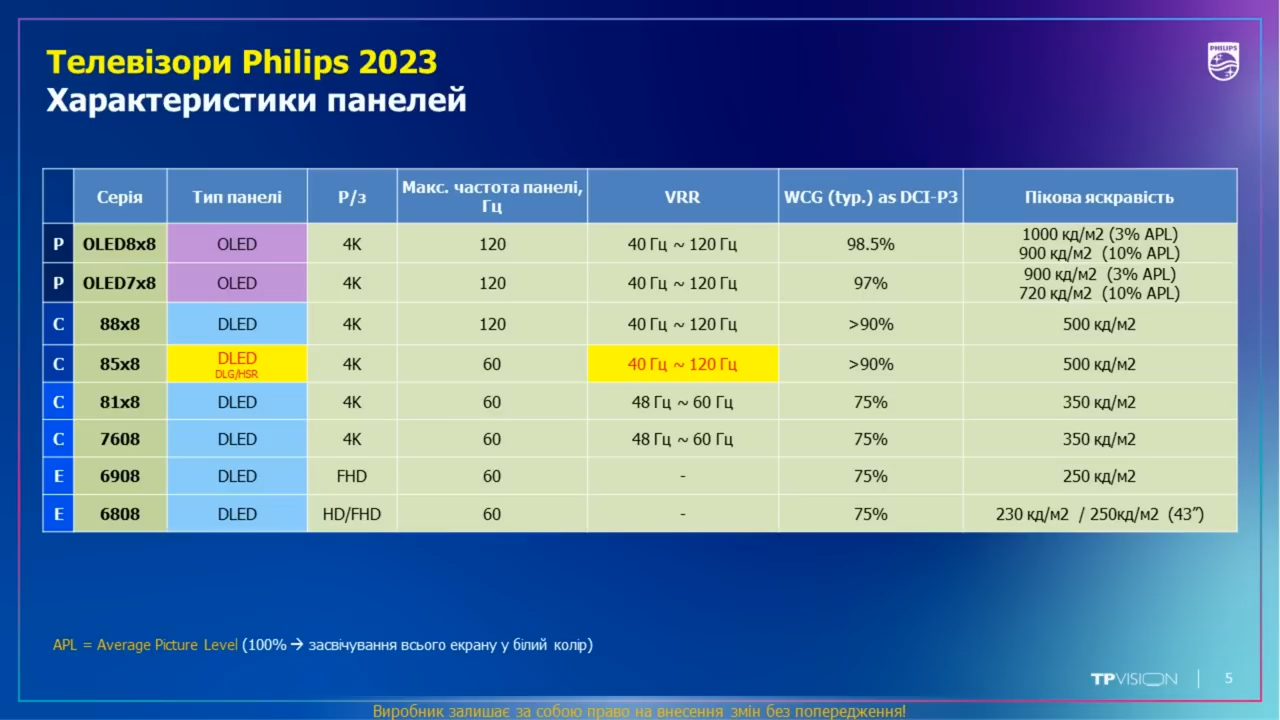 Телевізори Philips 2023
Характеристики панелей
PHILIPS
Серія Тип панелі Р/з Макс. частота панелі, Гц VRR WCG (typ.) as DCI-P3 Пікова яскравість
P OLED8x8 OLED 4K 120 40 Гц ~ 120 Гц 98.5% 1000 кд/м2 (3% APL)
900 кд/м2 (10% APL)
P OLED7x8 OLED 4K 120 40 Гц ~ 120 Гц 97% 900 кд/м2 (3% APL)
720 кд/м2 (10% APL)
C 88x8 DLED 4K 120 40 Гц ~ 120 Гц >90% 500 кд/м2
C 85x8 DLED DLG/HSR 4K 60 40 Гц ~ 120 Гц >90% 500 кд/м2
C 81x8 DLED 4K 60 48 Гц ~ 60 Гц 75% 350 кд/м2
C 7608 DLED 4K 60 48 Гц ~ 60 Гц 75% 350 кд/м2
E 6908 DLED FHD 60 - 75% 250 кд/м2
E 6808 DLED HD/FHD 60 - 75% 230 кд/м2 / 250кд/м2 (43”)
APL = Average Picture Level (100% → засвічування всього екрану у білий колір)
TPVISION 5
Виробник залишає за собою право на внесення змін без попередження!